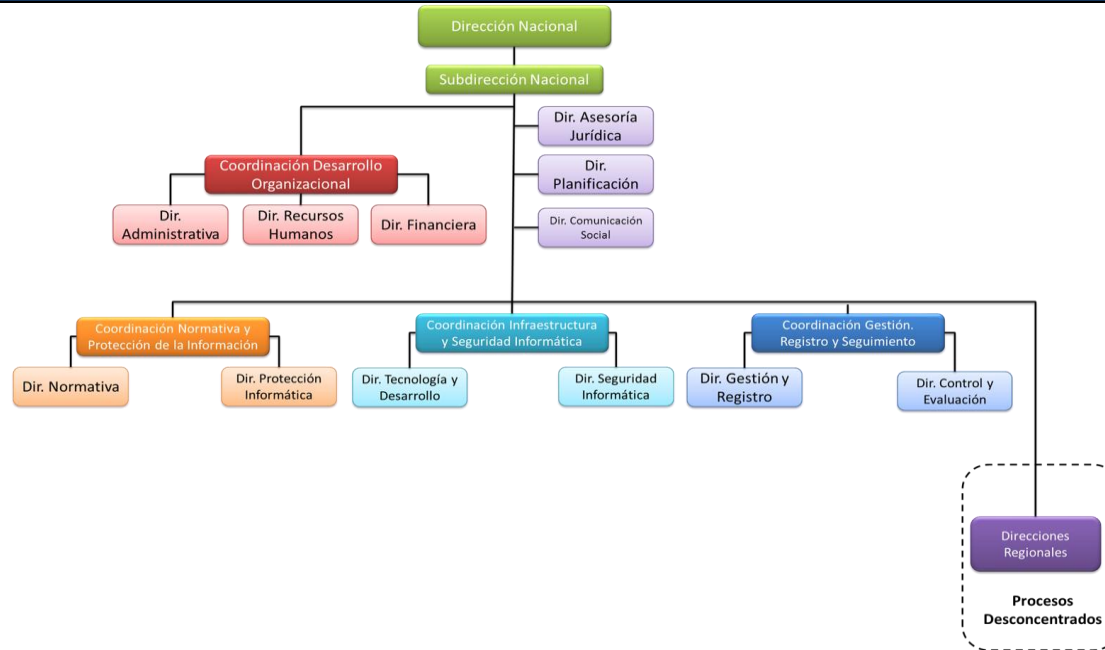 Dirección Nacional
Subdirección Nacional
Dir. Asesoría
Jurídica
Dir.
Planificación
Dir. Comunicación
Social
Coordinación Desarrollo
Organizacional
Dir.
Administrativa
Dir. Recursos
Humanos
Dir. Financiera
Coordinación Normativa y
Protección de la Información
Dir. Normativa
Dir. Protección
Informática
Coordinación Infraestructura
y Seguridad Informática
Dir. Tecnología y
Desarrollo
Dir. Seguridad
Informática
Coordinación Gestión.
Registro y Seguimiento
Dir. Gestión y
Registro
Dir. Control y
Evaluación
Direcciones
Regionales
Procesos
Desconcentrados